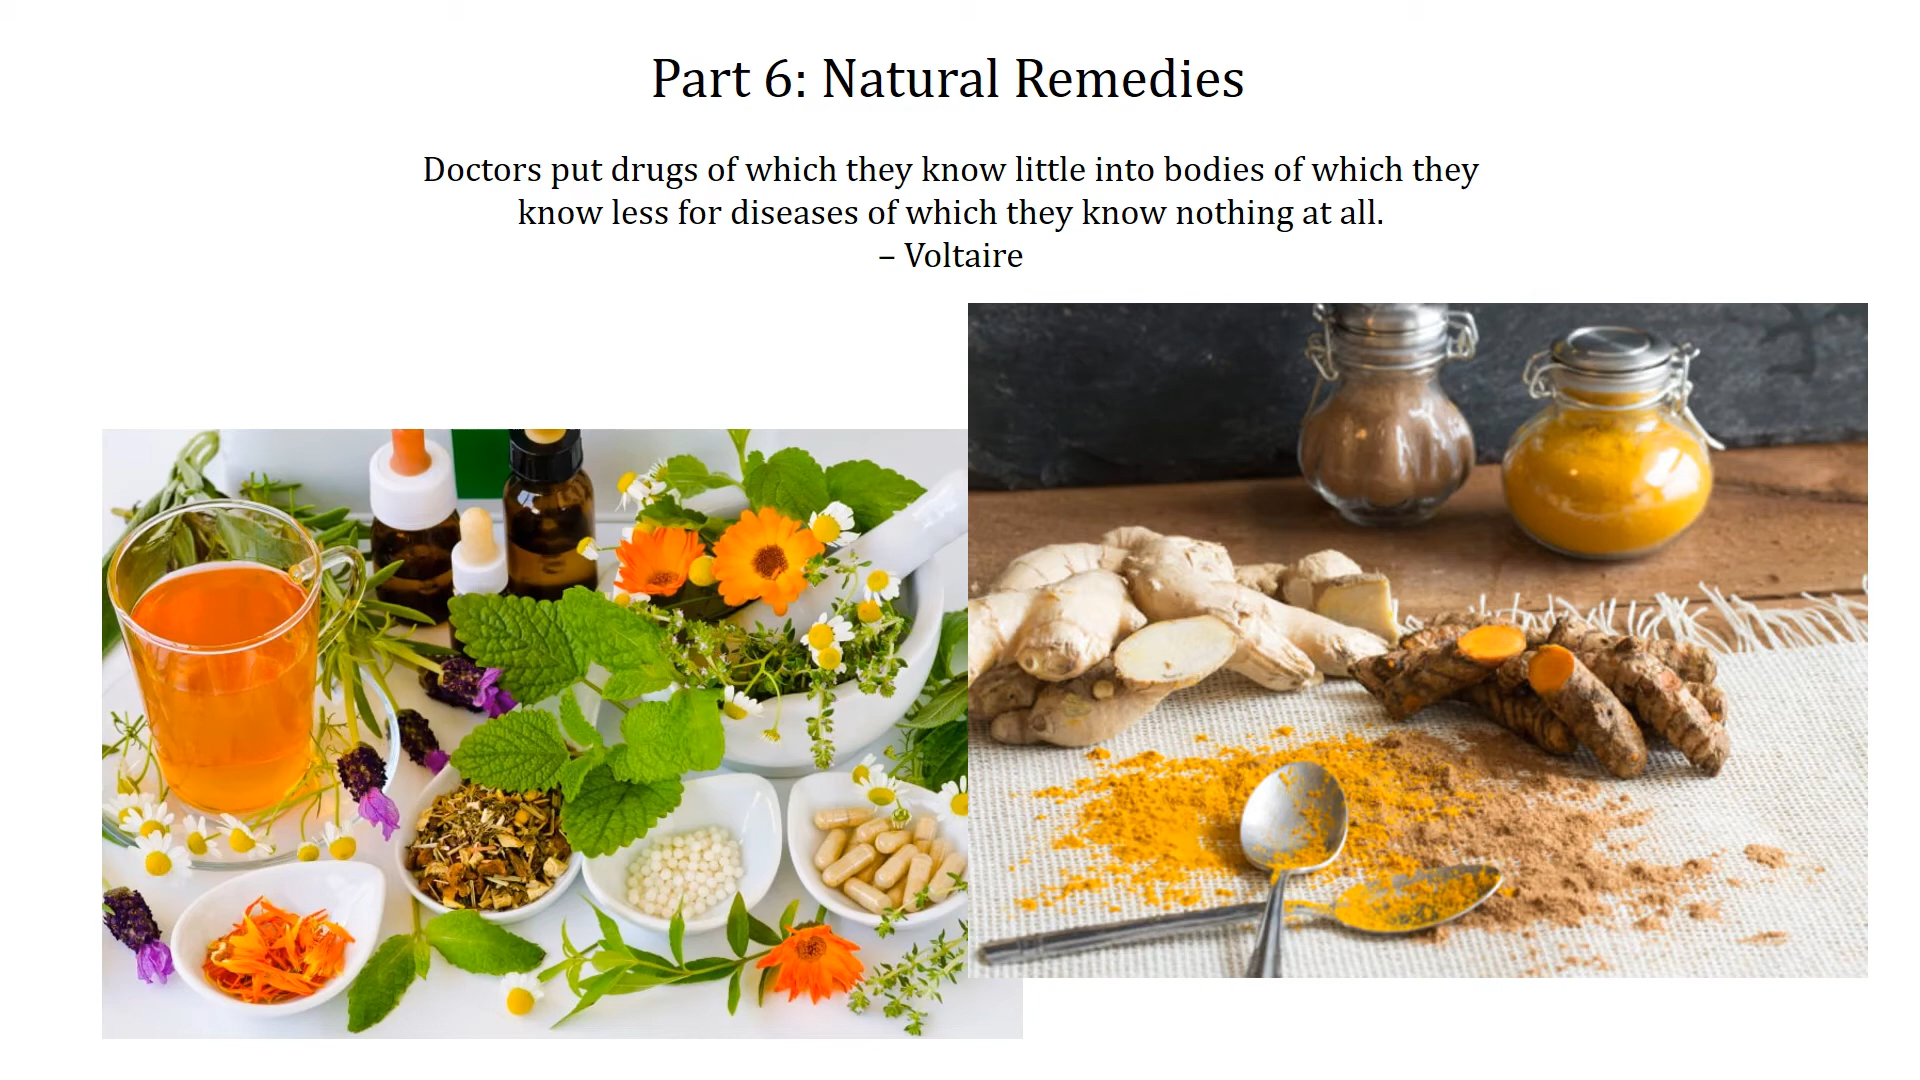 Part 6: Natural Remedies
Doctors put drugs of which they know little into bodies of which they
know less for diseases of which they know nothing at all.
– Voltaire